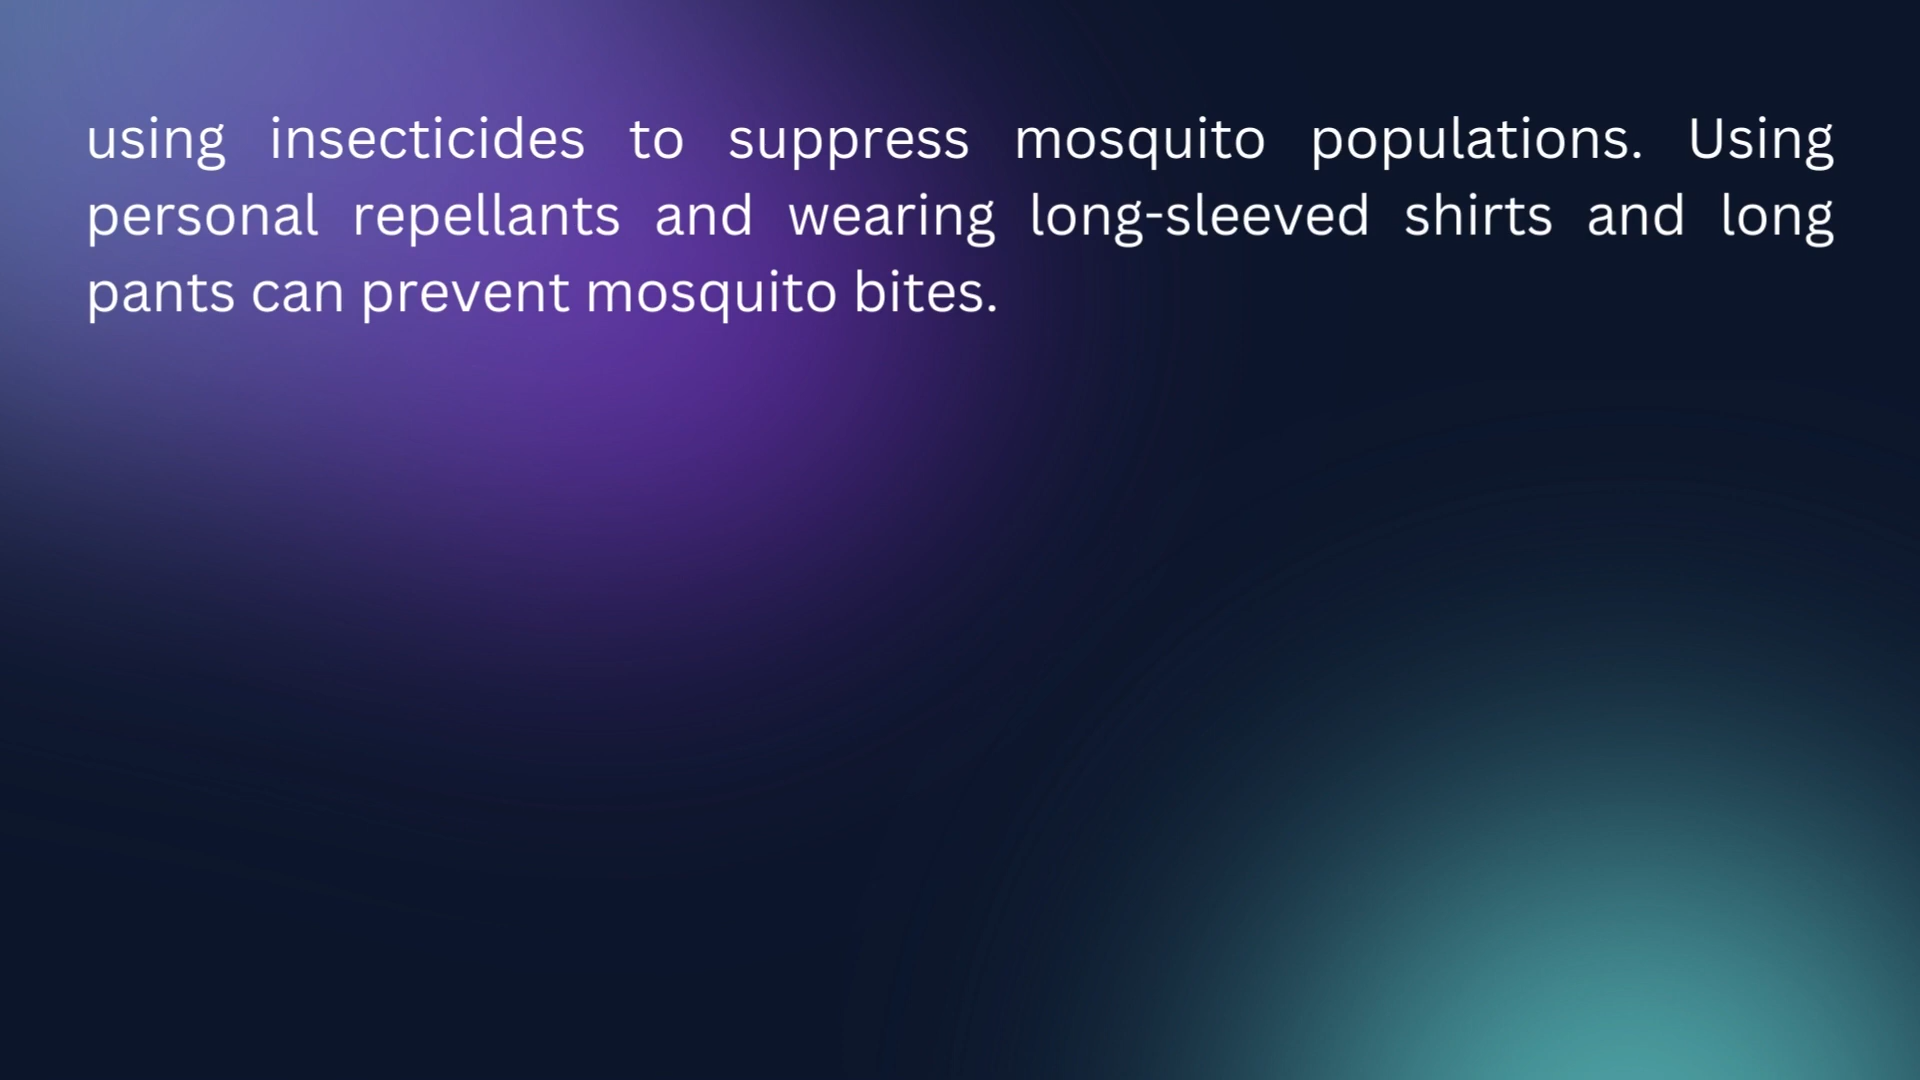 using insecticides to suppress mosquito populations. Using
personal repellants and wearing long-sleeved shirts and long
pants can prevent mosquito bites.